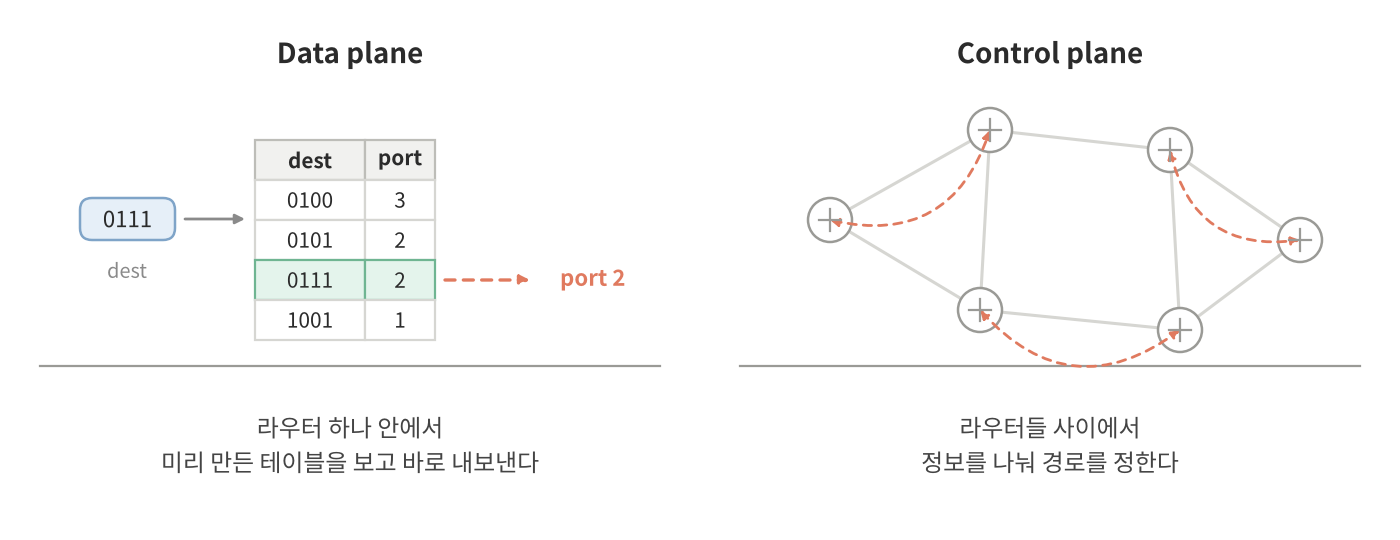 Data plane
0111
dest
dest port
0100 3
0101 2
0111 2
1001 1
port 2
라우터 하나 안에서
미리 만든 테이블을 보고 바로 내보낸다
Control plane
라우터들 사이에서
정보를 나눠 경로를 정한다